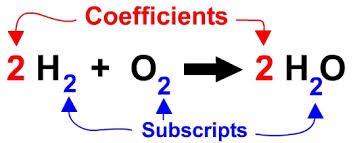 Coefficients
2 H2 + O2 → 2 H2O
Subscripts